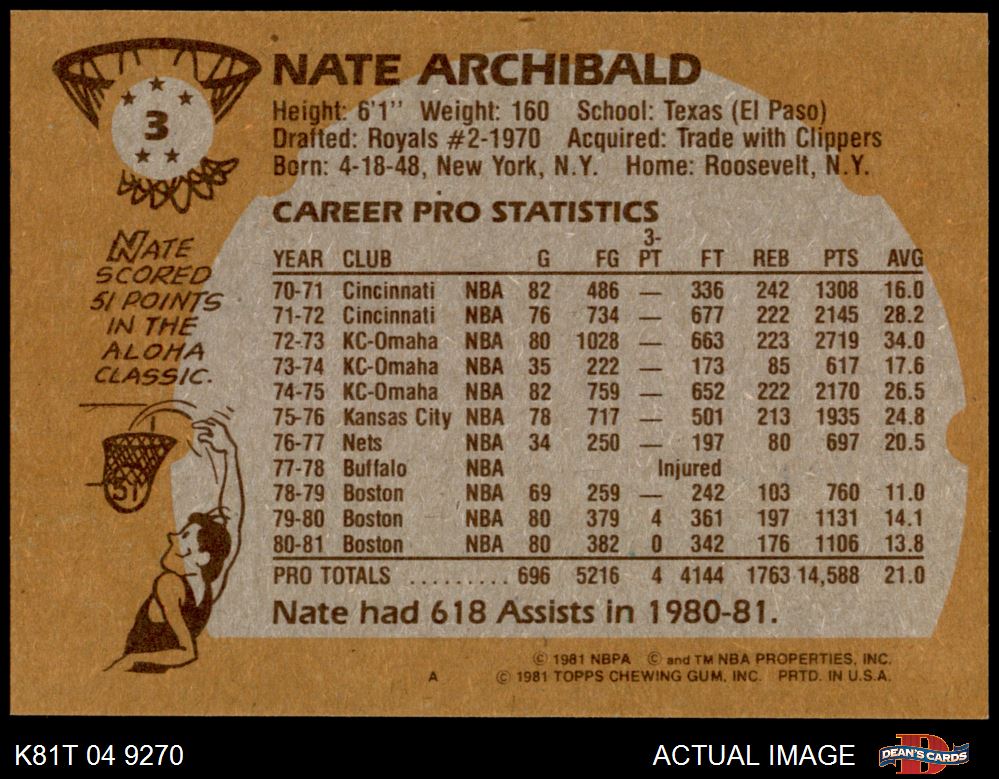 3
NATE ARCHIBALD
Height: 6'1'' Weight: 160 School: Texas (El Paso)
Drafted: Royals #2-1970 Acquired: Trade with Clippers
Born: 4-18-48, New York, N.Y. Home: Roosevelt, N.Y.
CAREER PRO STATISTICS
YEAR CLUB G FG 3-PT FT REB PTS AVG
70-71 Cincinnati NBA 82 486 — 336 242 1308 16.0
71-72 Cincinnati NBA 76 734 — 677 222 2145 28.2
72-73 KC-Omaha NBA 80 1028 — 663 223 2719 34.0
73-74 KC-Omaha NBA 35 222 — 173 85 617 17.6
74-75 KC-Omaha NBA 82 759 — 652 222 2170 26.5
75-76 Kansas City NBA 78 717 — 501 213 1935 24.8
76-77 Nets NBA 34 250 — 197 80 697 20.5
77-78 Buffalo NBA Injured
78-79 Boston NBA 69 259 — 242 103 760 11.0
79-80 Boston NBA 80 379 4 361 197 1131 14.1
80-81 Boston NBA 80 382 0 342 176 1106 13.8
PRO TOTALS ......... 696 5216 4 4144 1763 14,588 21.0
Nate had 618 Assists in 1980-81.
NATE
SCORED
51 POINTS
IN THE
ALOHA
CLASSIC.
51
© 1981 NBPA © and TM NBA PROPERTIES, INC.
A © 1981 TOPPS CHEWING GUM, INC. PRTD. IN U.S.A.
K81T 04 9270 ACTUAL IMAGE D DEAN'S CARDS